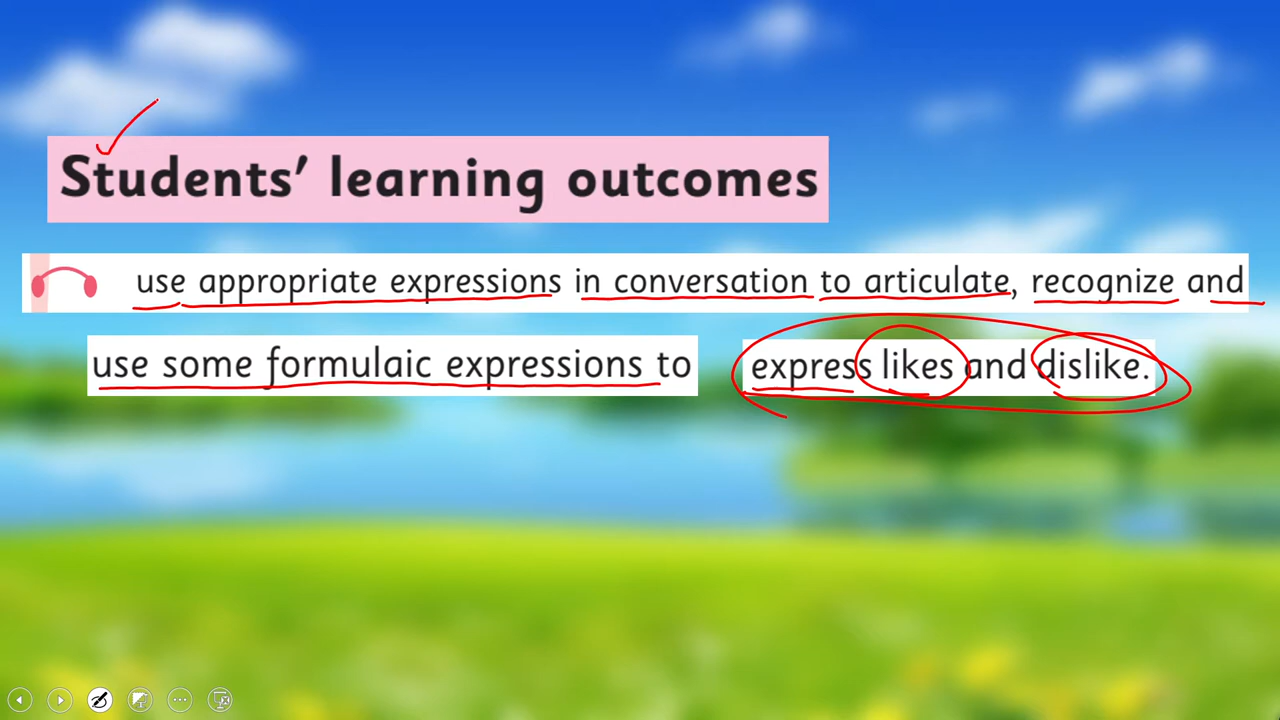 Students' learning outcomes
use appropriate expressions in conversation to articulate, recognize and
use some formulaic expressions to express likes and dislike.